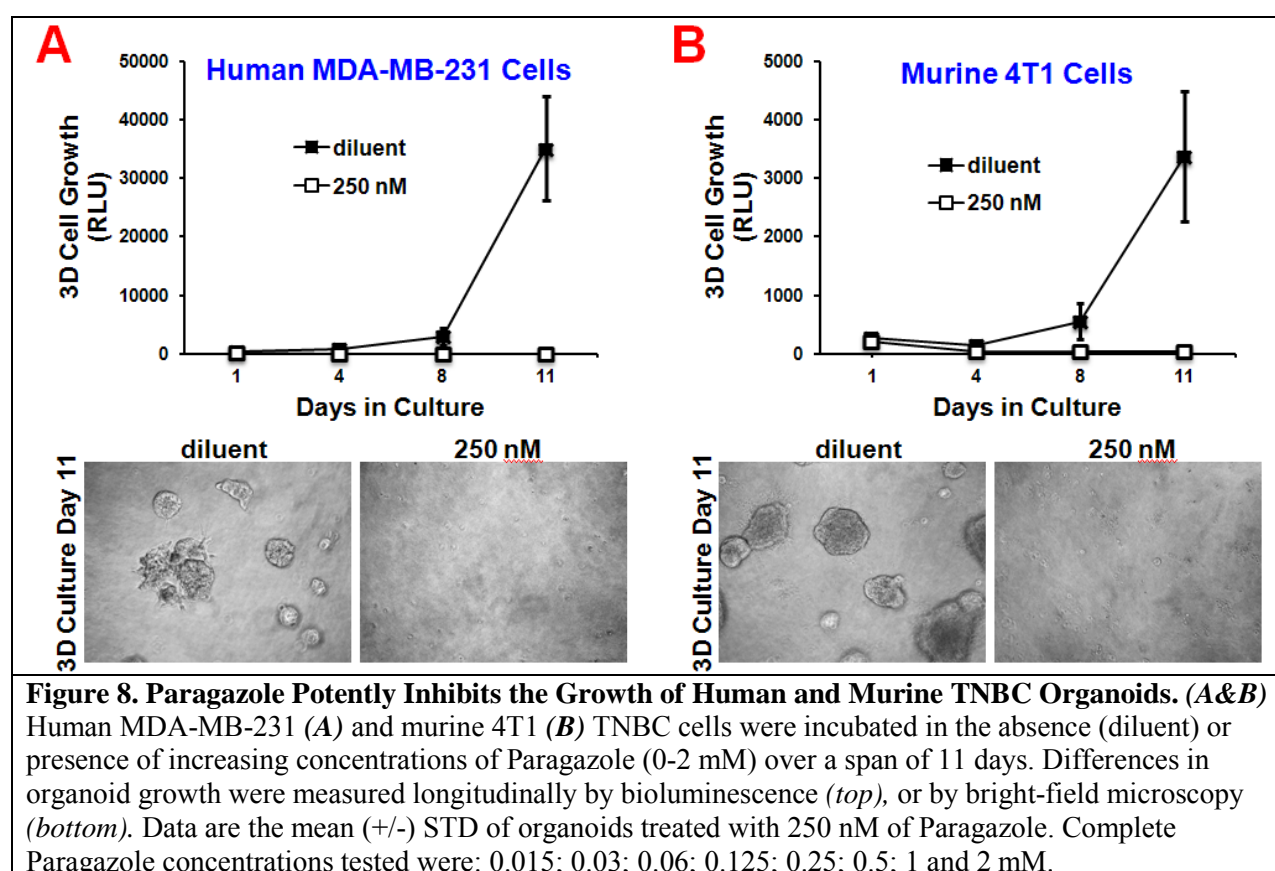 A
Human MDA-MB-231 Cells
3D Cell Growth
(RLU)
50000
40000
30000
20000
10000
0
diluent
250 nM
1 4 8 11
Days in Culture
diluent 250 nM
3D Culture Day 11
B
Murine 4T1 Cells
3D Cell Growth
(RLU)
5000
4000
3000
2000
1000
0
diluent
250 nM
1 4 8 11
Days in Culture
diluent 250 nM
3D Culture Day 11
Figure 8. Paragazole Potently Inhibits the Growth of Human and Murine TNBC Organoids. (A&B)
Human MDA-MB-231 (A) and murine 4T1 (B) TNBC cells were incubated in the absence (diluent) or
presence of increasing concentrations of Paragazole (0-2 mM) over a span of 11 days. Differences in
organoid growth were measured longitudinally by bioluminescence (top), or by bright-field microscopy
(bottom). Data are the mean (+/-) STD of organoids treated with 250 nM of Paragazole. Complete
Paragazole concentrations tested were: 0.015; 0.03; 0.06; 0.125; 0.25; 0.5; 1 and 2 mM.